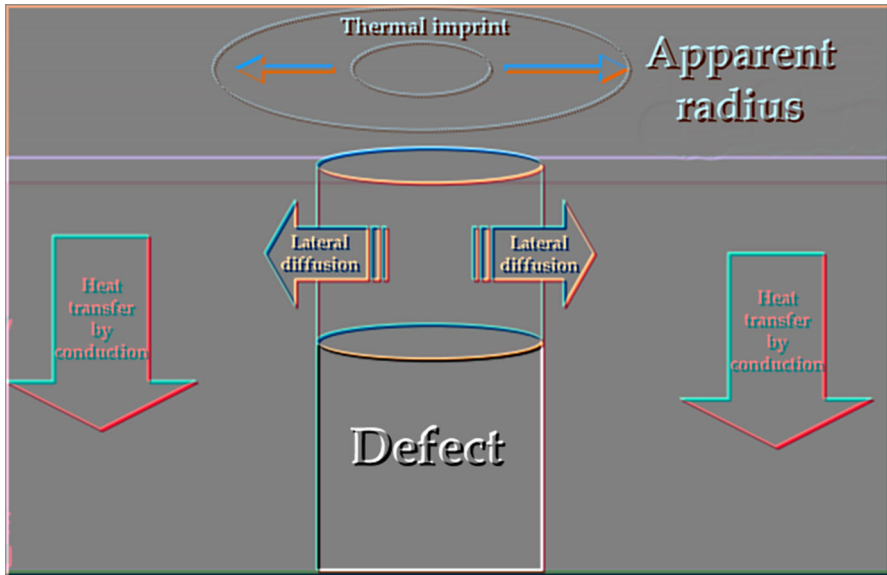 Thermal imprint
Apparent
radius
Lateral
diffusion
Lateral
diffusion
Heat
transfer
by
conduction
Heat
transfer
by
conduction
Defect